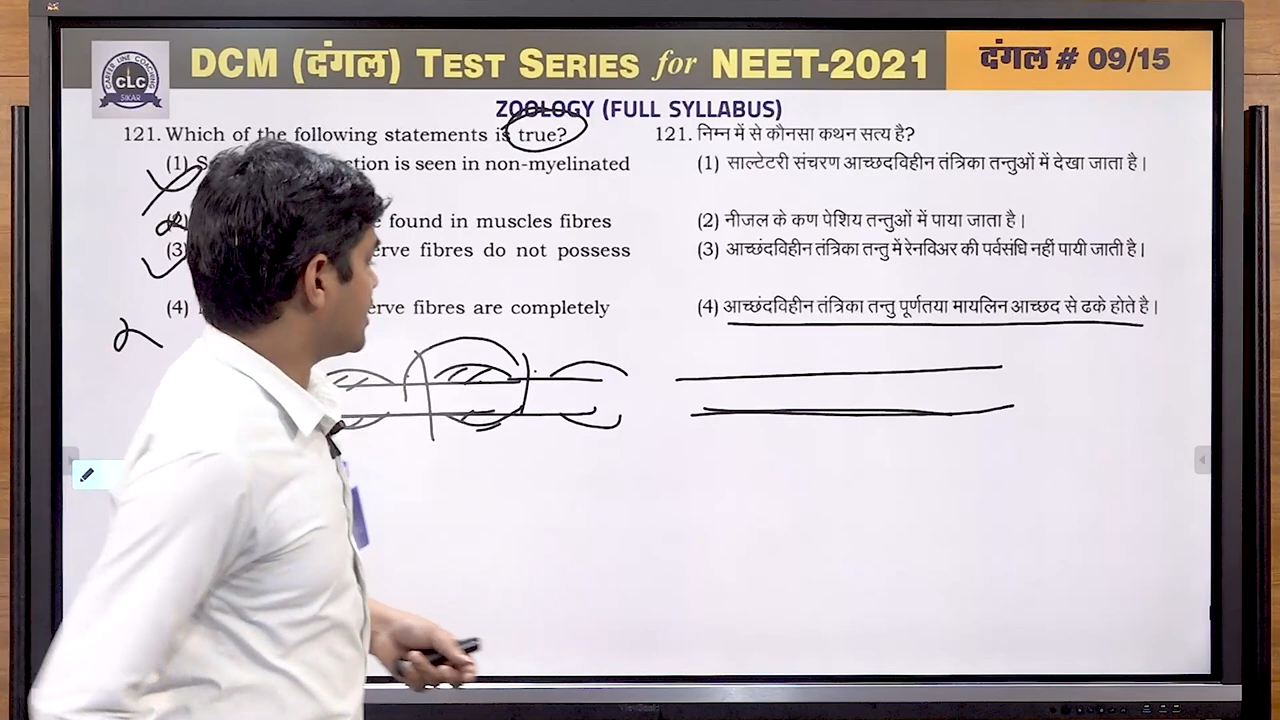 DCM (दंगल) TEST SERIES for NEET-2021
दंगल # 09/15
CAREER LINE COACHING
CLC
SIKAR
ZOOLOGY (FULL SYLLABUS)
121. Which of the following statements is true?
(1) ction is seen in non-myelinated
(2) found in muscles fibres
(3) erve fibres do not possess
(4) erve fibres are completely
121. निम्न में से कौनसा कथन सत्य है?
(1) साल्टेटरी संचरण आच्छदविहीन तंत्रिका तन्तुओं में देखा जाता है।
(2) नीजल के कण पेशिय तन्तुओं में पाया जाता है।
(3) आच्छंदविहीन तंत्रिका तन्तु में रेनविअर की पर्वसंधि नहीं पायी जाती है।
(4) आच्छंदविहीन तंत्रिका तन्तु पूर्णतया मायलिन आच्छद से ढके होते है।
ViewSonic